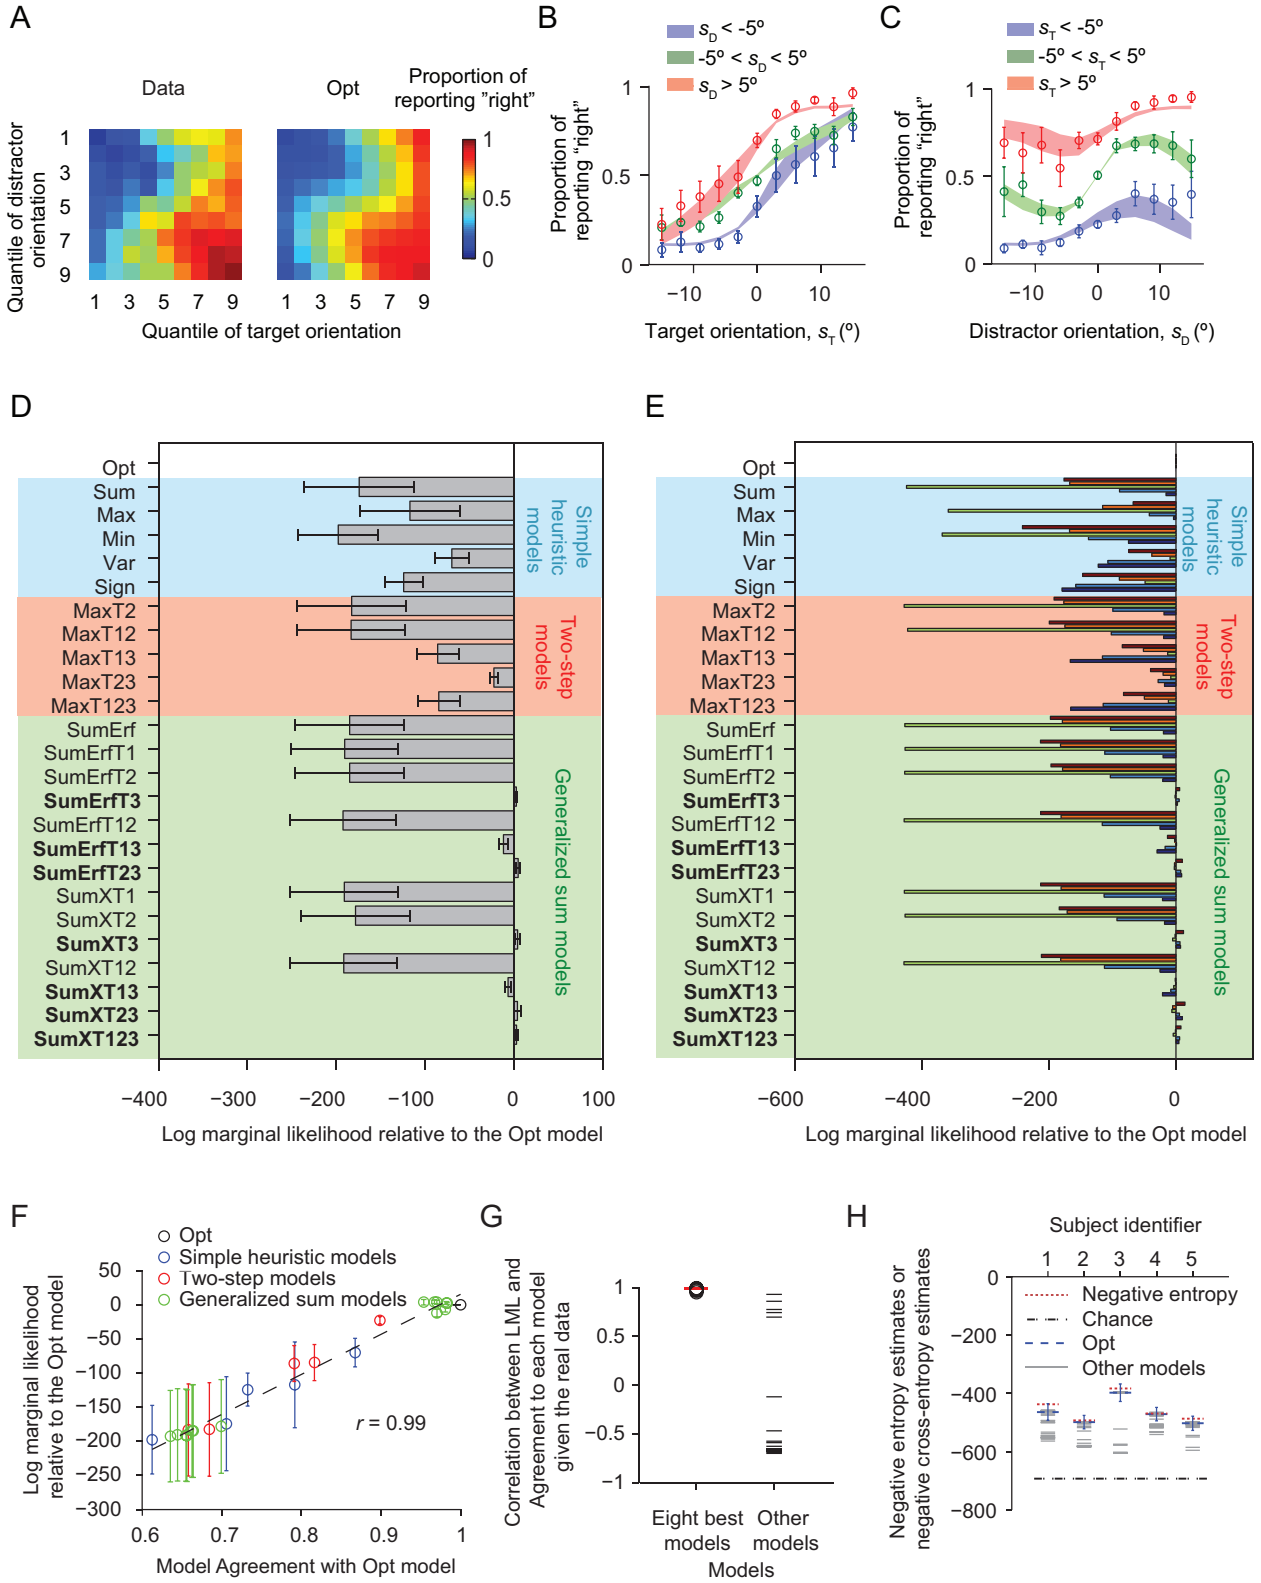 A
Data
Opt
Proportion of
reporting ”right”
Quantile of distractor
orientation
1
3
5
7
9
1
3
5
7
9
1
3
5
7
9
Quantile of target orientation
1
0.5
0
B
sD < -5º
-5º < sD < 5º
sD > 5º
Proportion of
reporting “right”
1
0.5
0
−10
0
10
Target orientation, sT (º)
C
sT < -5º
-5º < sT < 5º
sT > 5º
Proportion of
reporting “right”
1
0.5
0
−10
0
10
Distractor orientation, sD (º)
D
Opt
Sum
Max
Min
Var
Sign
MaxT2
MaxT12
MaxT13
MaxT23
MaxT123
SumErf
SumErfT1
SumErfT2
SumErfT3
SumErfT12
SumErfT13
SumErfT23
SumXT1
SumXT2
SumXT3
SumXT12
SumXT13
SumXT23
SumXT123
Simple
heuristic
models
Two-step
models
Generalized sum models
−400
−300
−200
−100
0
100
Log marginal likelihood relative to the Opt model
E
Opt
Sum
Max
Min
Var
Sign
MaxT2
MaxT12
MaxT13
MaxT23
MaxT123
SumErf
SumErfT1
SumErfT2
SumErfT3
SumErfT12
SumErfT13
SumErfT23
SumXT1
SumXT2
SumXT3
SumXT12
SumXT13
SumXT23
SumXT123
Simple
heuristic
models
Two-step
models
Generalized sum models
−600
−400
−200
0
Log marginal likelihood relative to the Opt model
F
Opt
Simple heuristic models
Two-step models
Generalized sum models
Log marginal likelihood
relative to the Opt model
50
0
−50
−100
−150
−200
−250
−300
r = 0.99
0.6
0.7
0.8
0.9
1
Model Agreement with Opt model
G
Correlation between LML and
Agreement to each model
given the real data
1
0.5
0
−0.5
−1
Eight best
models
Other
models
Models
H
Subject identifier
1
2
3
4
5
Negative entropy estimates or
negative cross-entropy estimates
0
−200
−400
−600
−800
Negative entropy
Chance
Opt
Other models